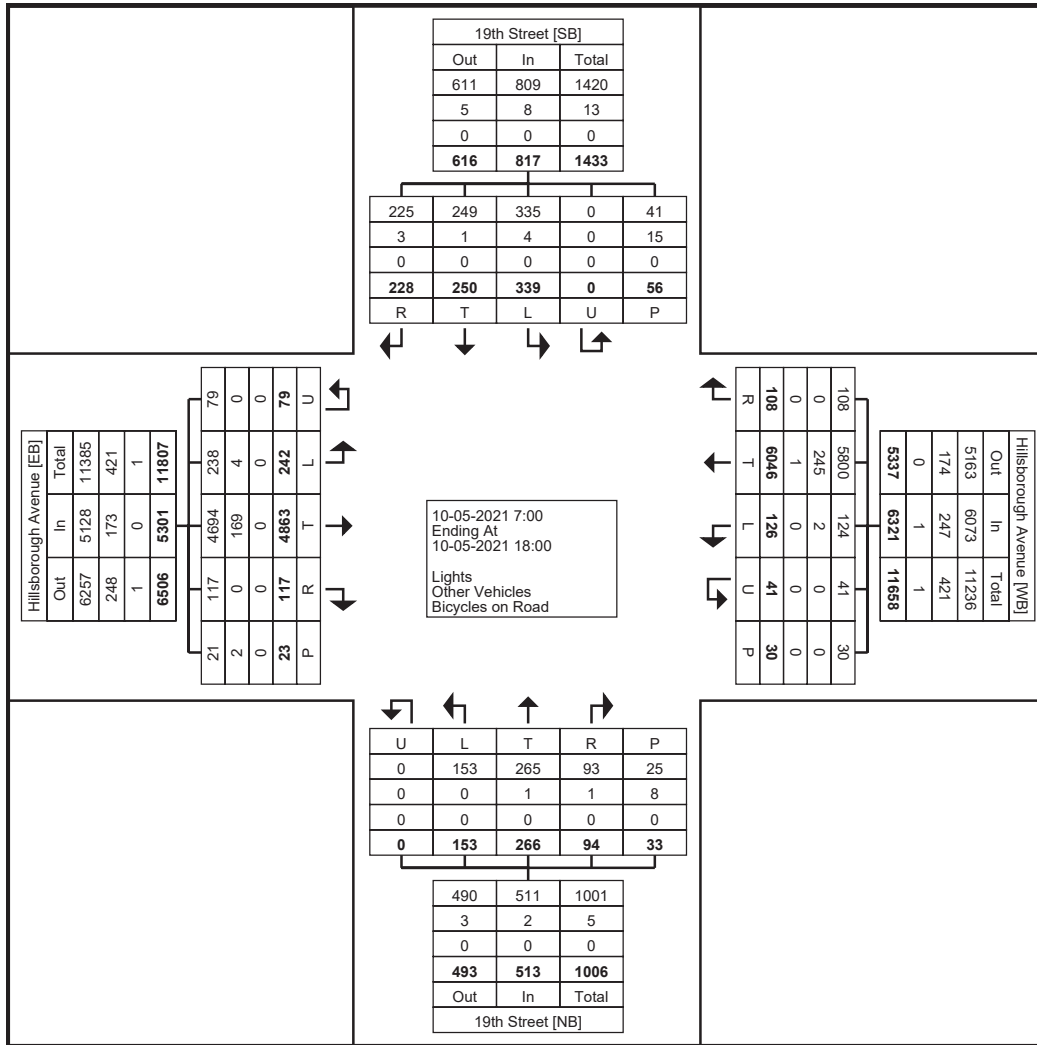 19th Street [SB]
Out In Total
611 809 1420
5 8 13
0 0 0
616 817 1433
225 249 335 0 41
3 1 4 0 15
0 0 0 0 0
228 250 339 0 56
R T L U P
Hillsborough Avenue [EB]
Total In Out
11385 5128 6257
421 173 248
1 0 1
11807 5301 6506
79 238 4694 117 21
0 4 169 0 2
0 0 0 0 0
79 242 4863 117 23
U L T R P
10-05-2021 7:00
Ending At
10-05-2021 18:00
Lights
Other Vehicles
Bicycles on Road
Hillsborough Avenue [WB]
Out In Total
5163 6073 11236
174 247 421
0 1 1
5337 6321 11658
108 5800 124 41 30
0 245 2 0 0
0 1 0 0 0
108 6046 126 41 30
R T L U P
U L T R P
0 153 265 93 25
0 0 1 1 8
0 0 0 0 0
0 153 266 94 33
490 511 1001
3 2 5
0 0 0
493 513 1006
Out In Total
19th Street [NB]